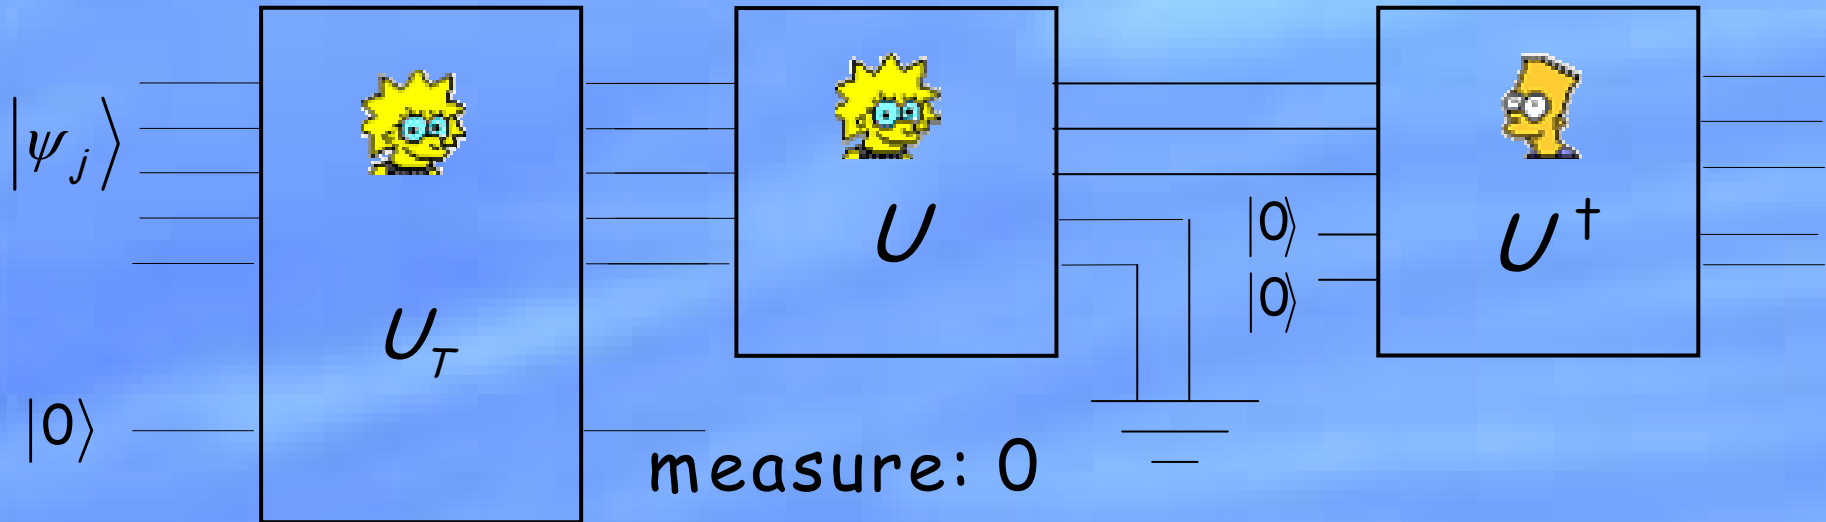 |ψ_j⟩
|0⟩
U_T
U
measure: 0
|0⟩
|0⟩
U†